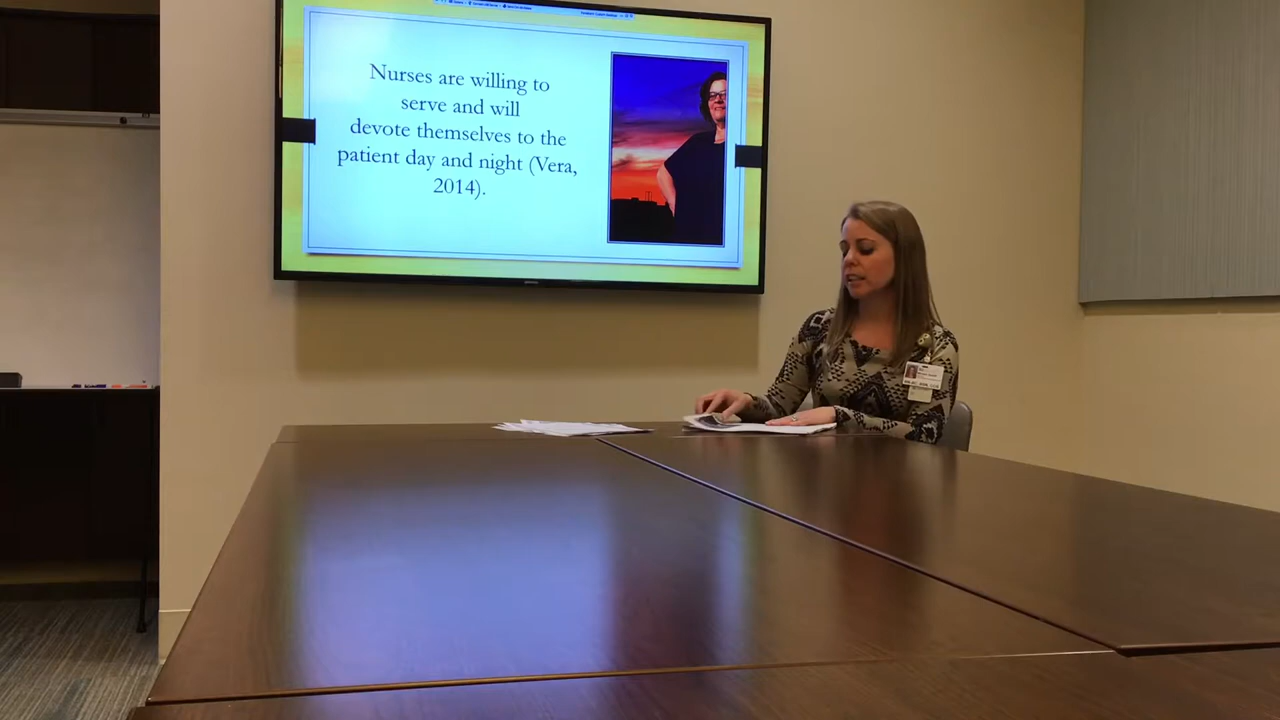 Nurses are willing to
serve and will
devote themselves to the
patient day and night (Vera,
2014).